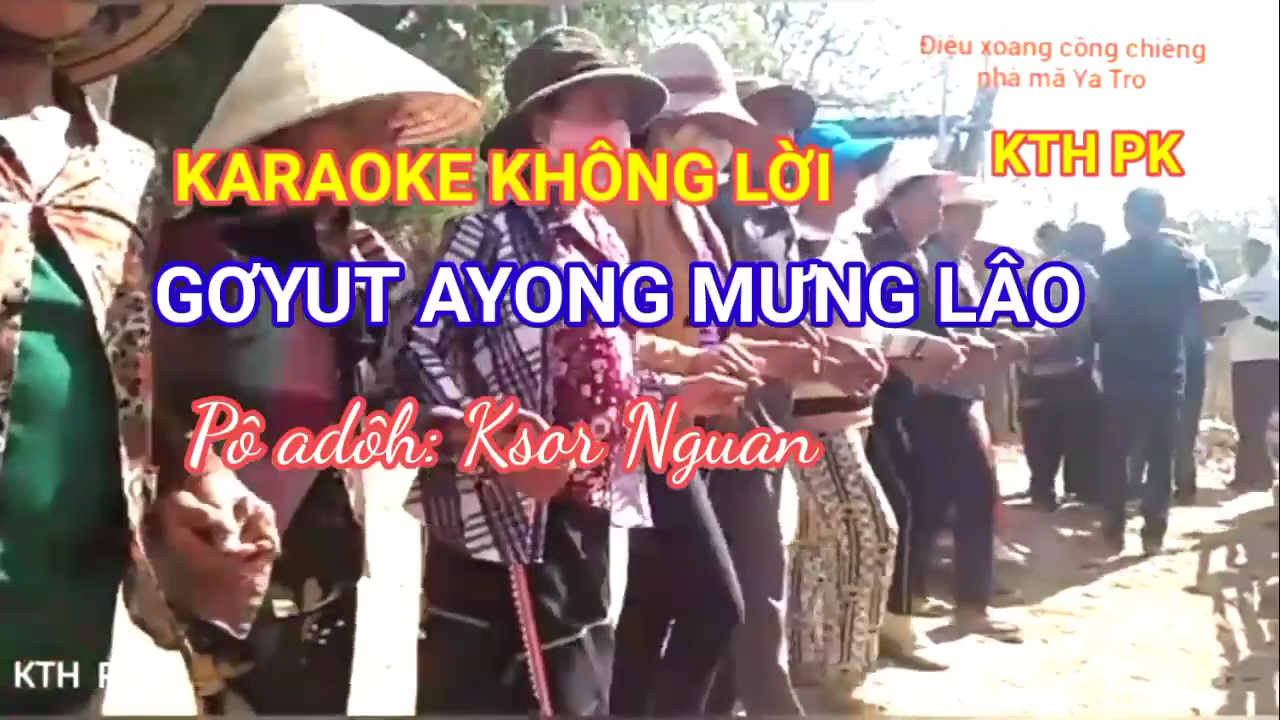 Điệu xoang cồng chiêng
nhà mã Ya Tro
KTH PK
KARAOKE KHÔNG LỜI
GƠYUT AYONG MƯNG LÂO
Pô adôh: Ksor Nguan
KTH P